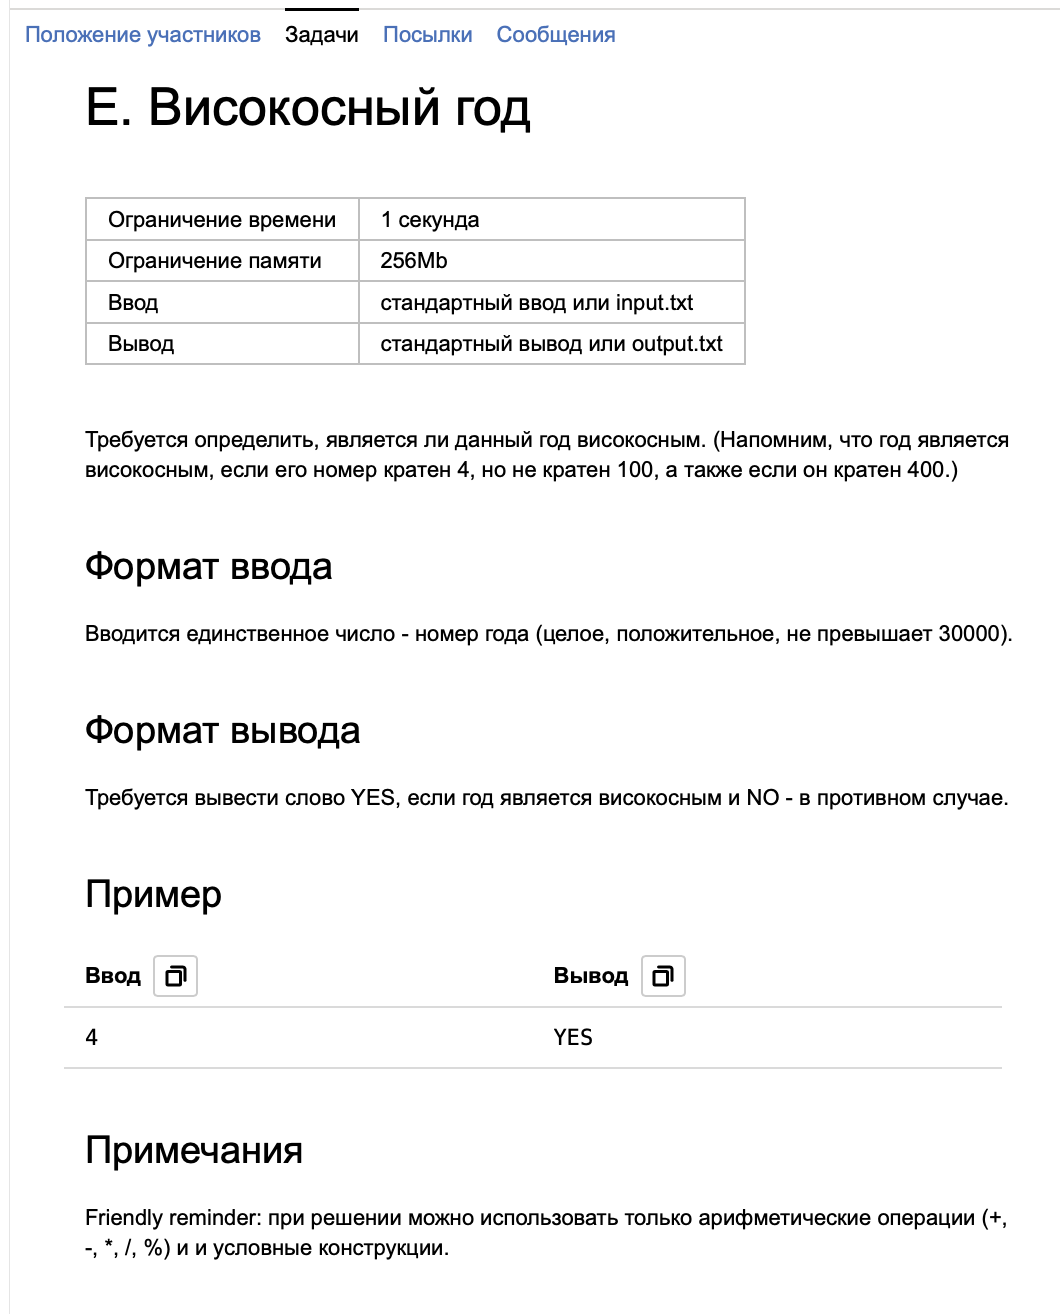 Положение участников Задачи Посылки Сообщения
E. Високосный год
Ограничение времени 1 секунда
Ограничение памяти 256Mb
Ввод стандартный ввод или input.txt
Вывод стандартный вывод или output.txt
Требуется определить, является ли данный год високосным. (Напомним, что год является
високосным, если его номер кратен 4, но не кратен 100, а также если он кратен 400.)
Формат ввода
Вводится единственное число - номер года (целое, положительное, не превышает 30000).
Формат вывода
Требуется вывести слово YES, если год является високосным и NO - в противном случае.
Пример
Ввод Вывод
4 YES
Примечания
Friendly reminder: при решении можно использовать только арифметические операции (+,
-, *, /, %) и и условные конструкции.